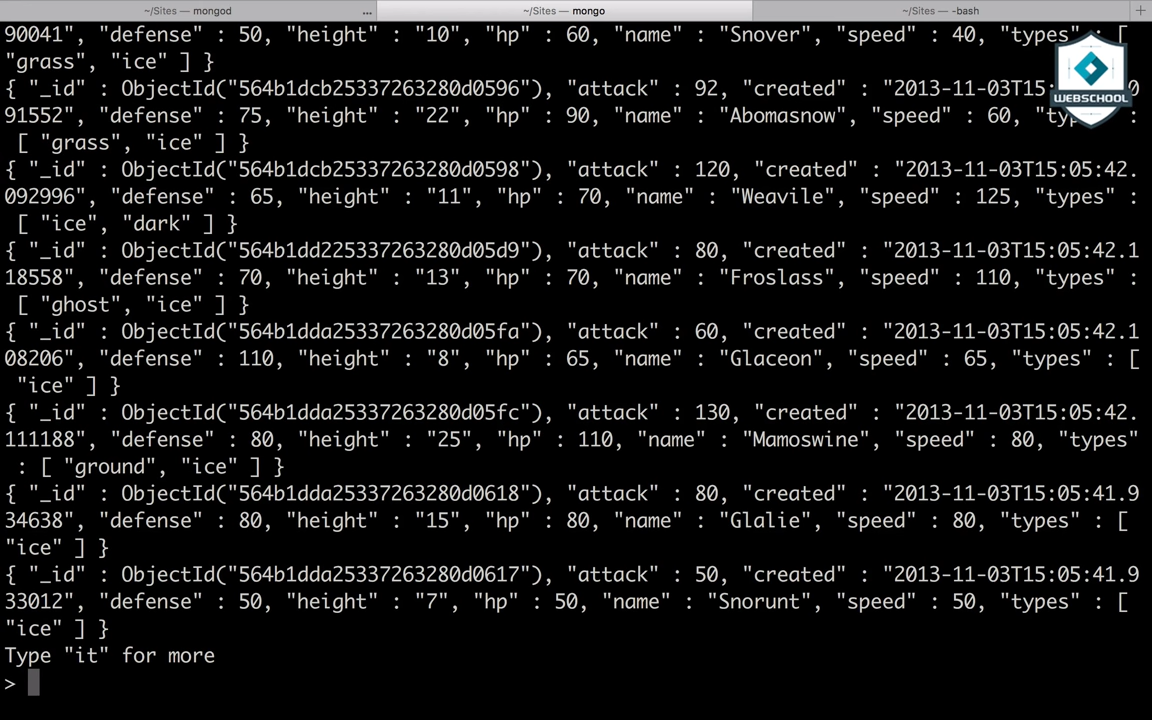 ~/Sites — mongod
...
~/Sites — mongo
~/Sites — -bash
+
90041", "defense" : 50, "height" : "10", "hp" : 60, "name" : "Snover", "speed" : 40, "types" : [
"grass", "ice" ] }
{ "_id" : ObjectId("564b1dcb25337263280d0596"), "attack" : 92, "created" : "2013-11-03T15:05:42.0
91552", "defense" : 75, "height" : "22", "hp" : 90, "name" : "Abomasnow", "speed" : 60, "types" :
[ "grass", "ice" ] }
{ "_id" : ObjectId("564b1dcb25337263280d0598"), "attack" : 120, "created" : "2013-11-03T15:05:42.
092996", "defense" : 65, "height" : "11", "hp" : 70, "name" : "Weavile", "speed" : 125, "types" :
[ "ice", "dark" ] }
{ "_id" : ObjectId("564b1dd225337263280d05d9"), "attack" : 80, "created" : "2013-11-03T15:05:42.1
18558", "defense" : 70, "height" : "13", "hp" : 70, "name" : "Froslass", "speed" : 110, "types" :
[ "ghost", "ice" ] }
{ "_id" : ObjectId("564b1dda25337263280d05fa"), "attack" : 60, "created" : "2013-11-03T15:05:42.1
08206", "defense" : 110, "height" : "8", "hp" : 65, "name" : "Glaceon", "speed" : 65, "types" : [
"ice" ] }
{ "_id" : ObjectId("564b1dda25337263280d05fc"), "attack" : 130, "created" : "2013-11-03T15:05:42.
111188", "defense" : 80, "height" : "25", "hp" : 110, "name" : "Mamoswine", "speed" : 80, "types"
: [ "ground", "ice" ] }
{ "_id" : ObjectId("564b1dda25337263280d0618"), "attack" : 80, "created" : "2013-11-03T15:05:41.9
34638", "defense" : 80, "height" : "15", "hp" : 80, "name" : "Glalie", "speed" : 80, "types" : [
"ice" ] }
{ "_id" : ObjectId("564b1dda25337263280d0617"), "attack" : 50, "created" : "2013-11-03T15:05:41.9
33012", "defense" : 50, "height" : "7", "hp" : 50, "name" : "Snorunt", "speed" : 50, "types" : [
"ice" ] }
Type "it" for more
>
WEBSCHOOL